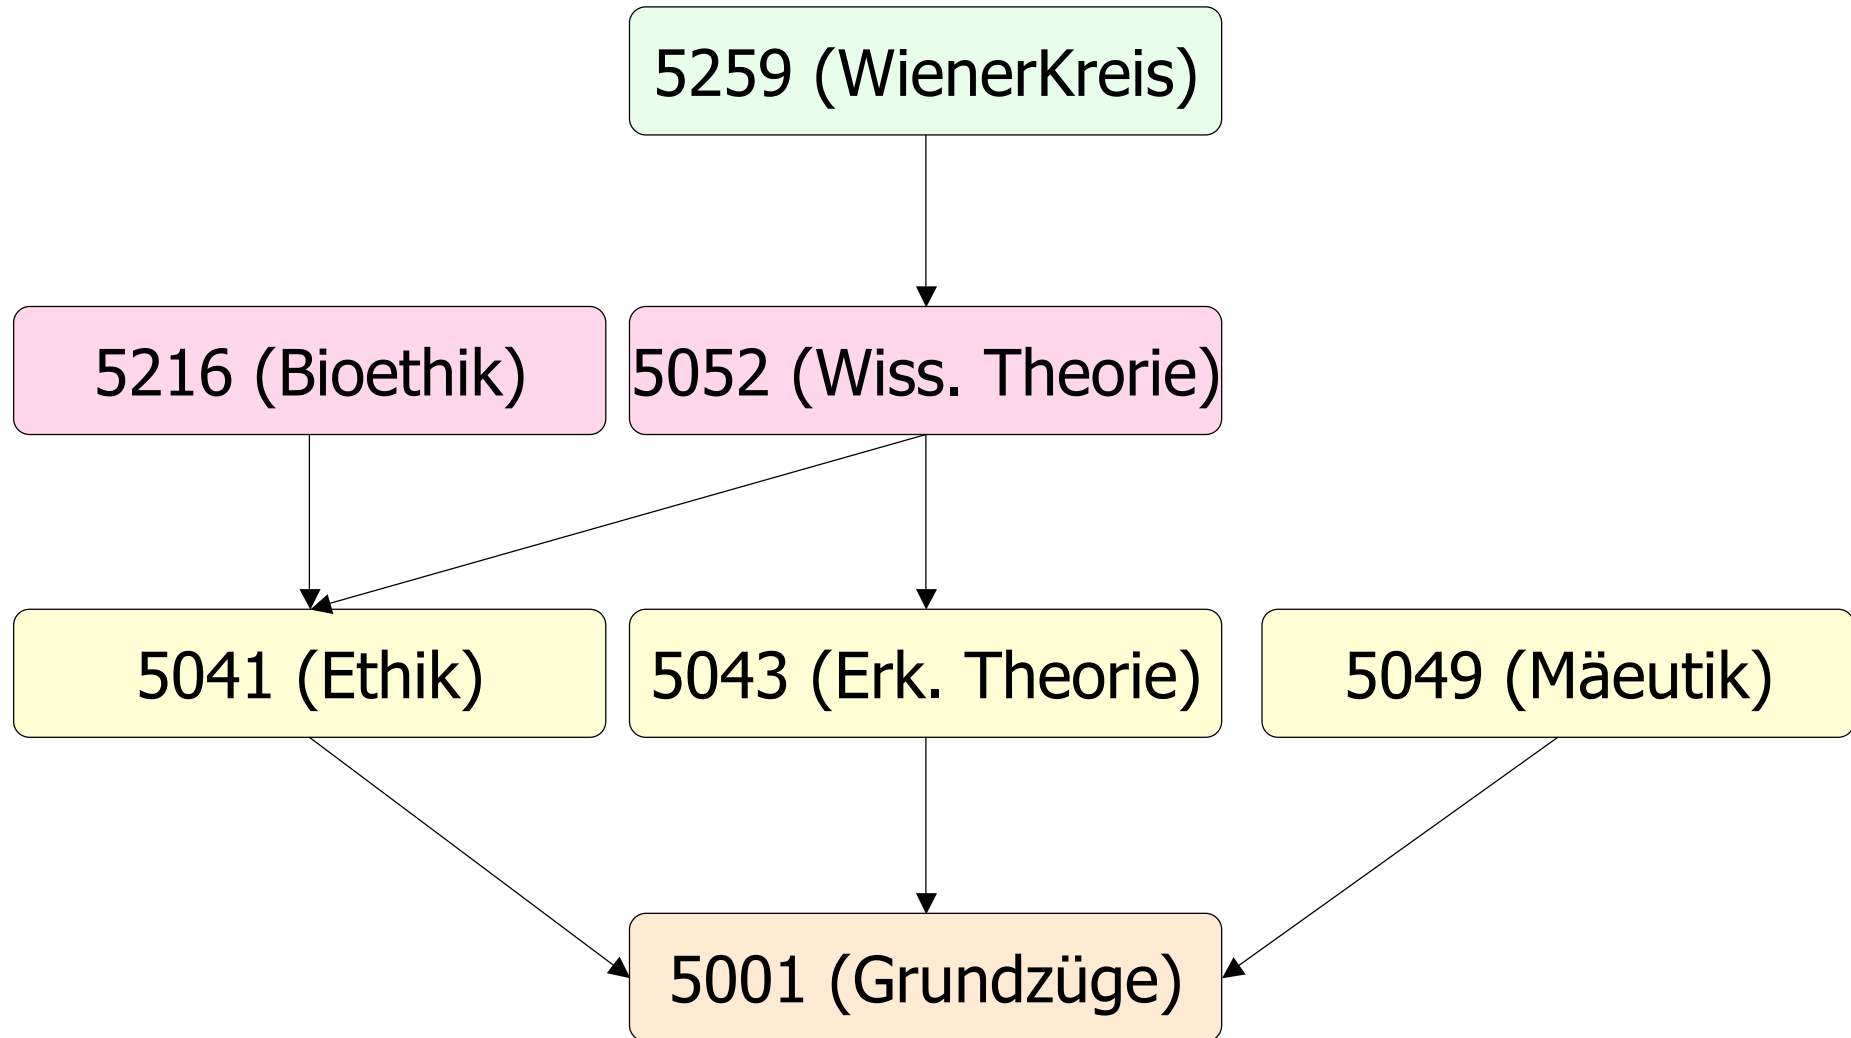 5259 (WienerKreis)
5216 (Bioethik)
5052 (Wiss. Theorie)
5041 (Ethik)
5043 (Erk. Theorie)
5049 (Mäeutik)
5001 (Grundzüge)